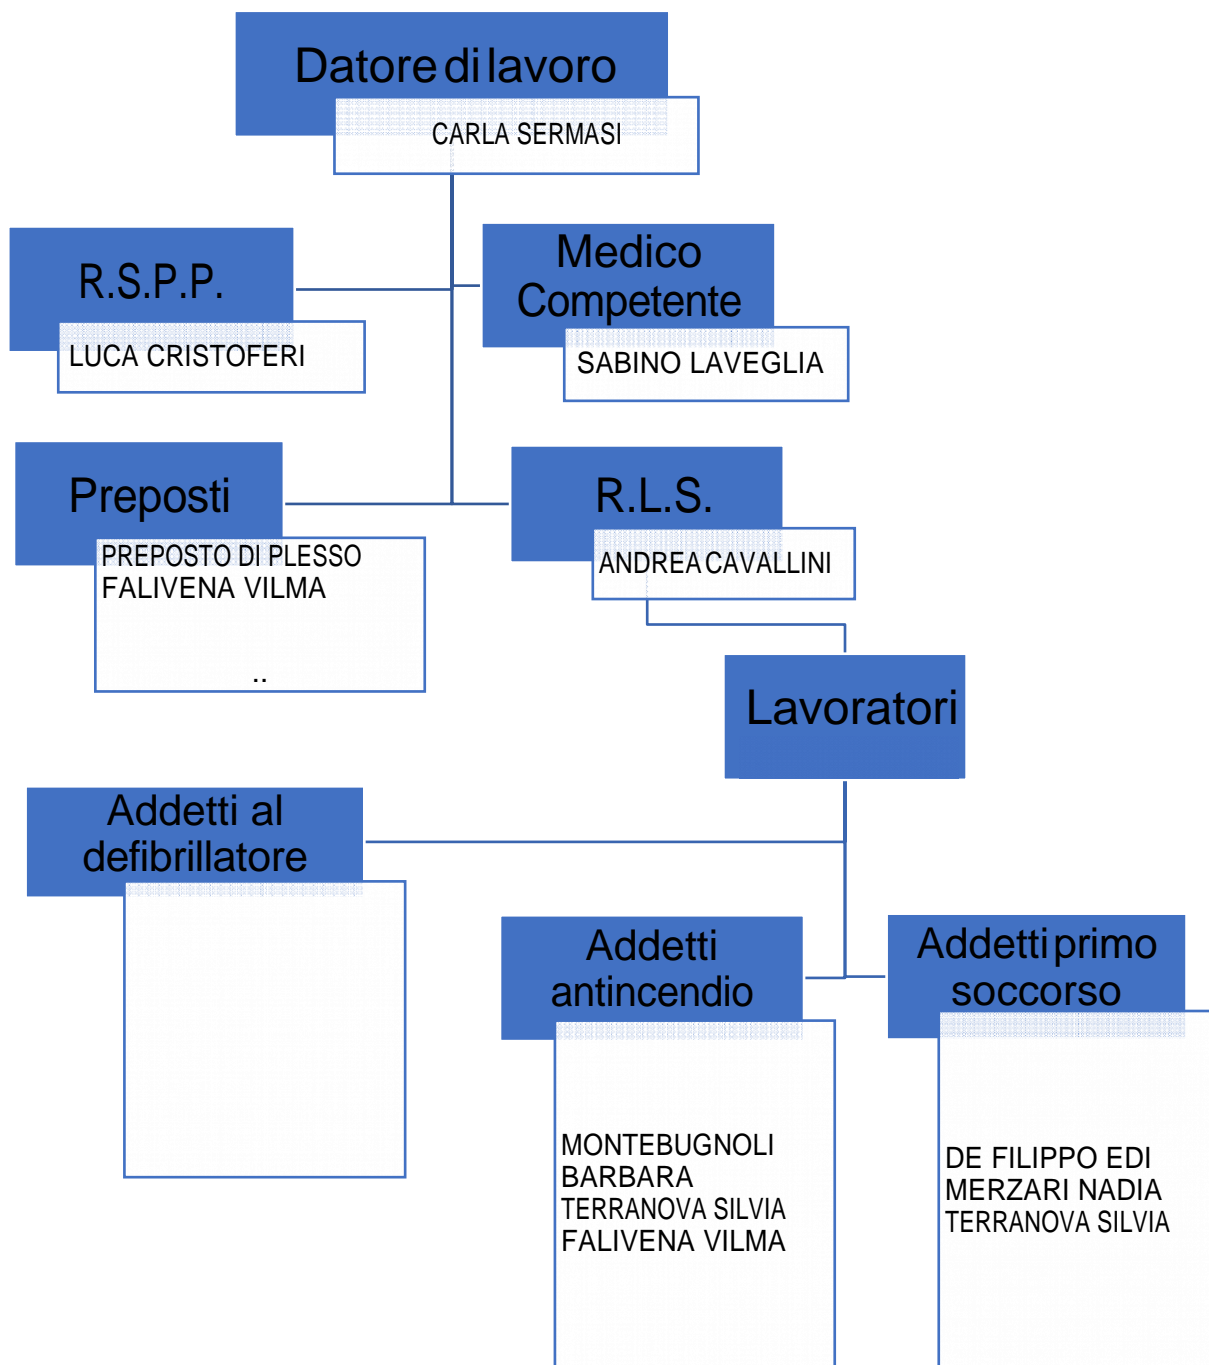 Datore di lavoro
CARLA SERMASI
R.S.P.P.
LUCA CRISTOFERI
Medico
Competente
SABINO LAVEGLIA
Preposti
PREPOSTO DI PLESSO
FALIVENA VILMA
..
R.L.S.
ANDREA CAVALLINI
Lavoratori
Addetti al
defibrillatore
Addetti
antincendio
MONTEBUGNOLI
BARBARA
TERRANOVA SILVIA
FALIVENA VILMA
Addetti primo
soccorso
DE FILIPPO EDI
MERZARI NADIA
TERRANOVA SILVIA